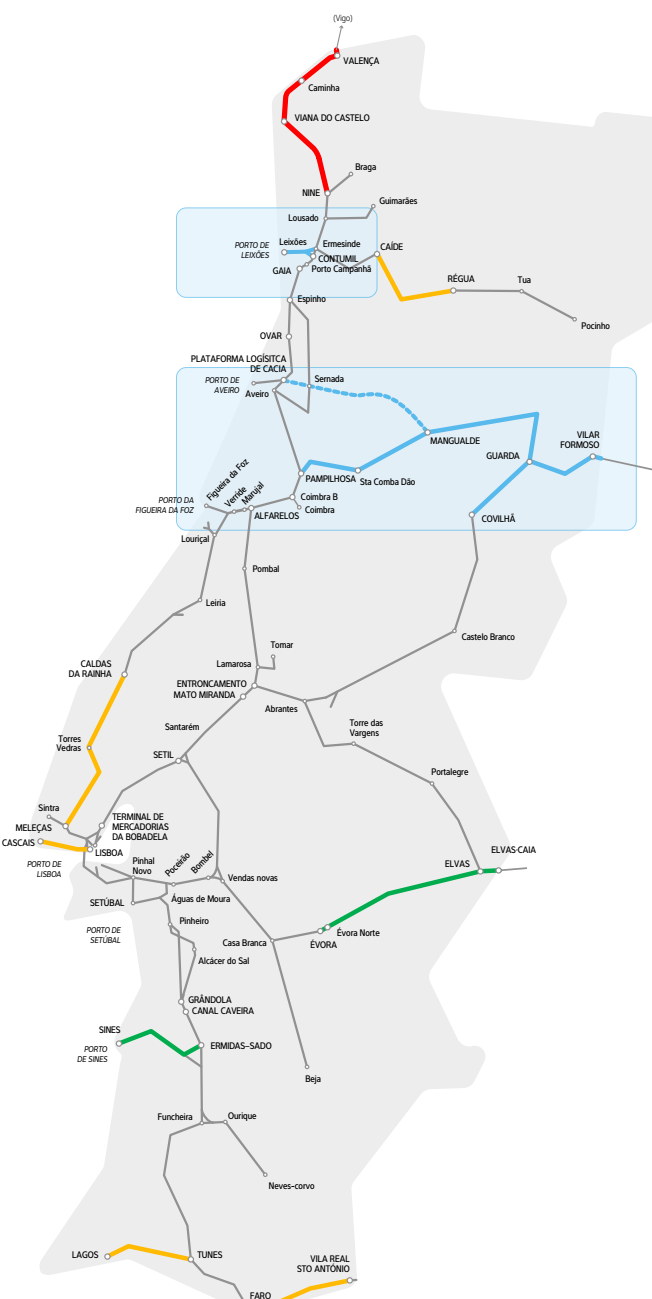 (Vigo)
VALENÇA
Caminha
VIANA DO CASTELO
Braga
NINE
Guimarães
Lousado
PORTO DE
LEIXÕES
Leixões
Ermesinde
CAÍDE
CONTUMIL
GAIA
Porto Campanhã
RÉGUA
Tua
Espinho
Pocinho
OVAR
PLATAFORMA LOGÍSITCA
DE CACIA
PORTO DE
AVEIRO
Sernada
Aveiro
MANGUALDE
VILAR
FORMOSO
GUARDA
PAMPILHOSA
Sta Comba Dão
Figueira da Foz
Verride
Marujal
PORTO DA
FIGUEIRA DA FOZ
Coimbra B
Coimbra
ALFARELOS
COVILHÃ
Louriçal
Pombal
Leiria
Castelo Branco
Tomar
Lamarosa
CALDAS
DA RAINHA
ENTRONCAMENTO
MATO MIRANDA
Abrantes
Santarém
Torre das
Vargens
Torres
Vedras
SETIL
Portalegre
Sintra
MELEÇAS
TERMINAL DE
MERCADORIAS
DA BOBADELA
CASCAIS
LISBOA
PORTO DE
LISBOA
Pinhal
Novo
Poceirão
Bombel
Vendas novas
ELVAS
ELVAS-CAIA
SETÚBAL
Águas de Moura
PORTO DE
SETÚBAL
Pinheiro
Casa Branca
Évora Norte
ÉVORA
Alcácer do Sal
GRÂNDOLA
CANAL CAVEIRA
SINES
PORTO
DE SINES
ERMIDAS-SADO
Beja
Funcheira
Ourique
Neves-corvo
LAGOS
TUNES
VILA REAL
STO ANTÓNIO
FARO